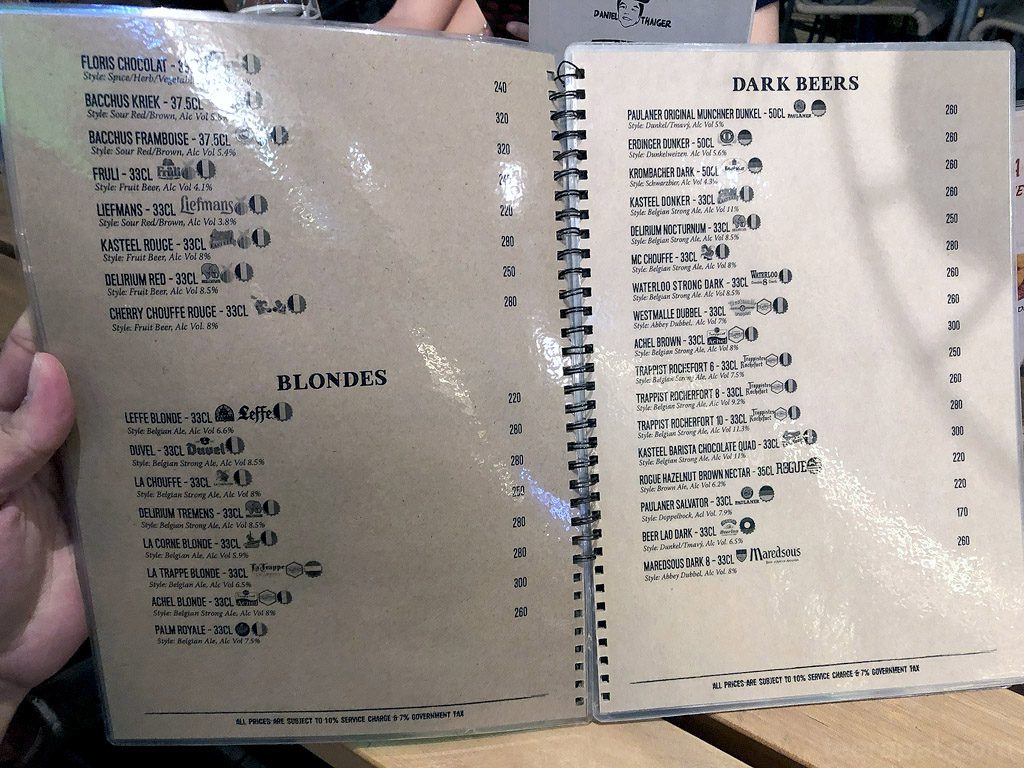 DANIEL THAIGER
FLORIS CHOCOLAT - 240
Style: Spice/Herb/Vegetabl
BACCHUS KRIEK - 37.5CL 320
Style: Sour Red/Brown, Alc Vol
BACCHUS FRAMBOISE - 37.5CL 320
Style: Sour Red/Brown, Alc Vol 5.4%
FRULI - 33CL Früli
Style: Fruit Beer, Alc Vol 4.1%
LIEFMANS - 33CL Liefmans 220
Style: Sour Red/Brown, Alc Vol 3.8%
KASTEEL ROUGE - 33CL 280
Style: Fruit Beer, Alc Vol 8%
DELIRIUM RED - 33CL 250
Style: Fruit Beer, Alc Vol 8.5%
CHERRY CHOUFFE ROUGE - 33CL 280
Style: Fruit Beer, Alc Vol. 8%
BLONDES
LEFFE BLONDE - 33CL Leffe 220
Style: Belgian Ale, Alc Vol 6.6%
DUVEL - 33CL Duvel 280
Style: Belgian Strong Ale, Alc Vol 8.5%
LA CHOUFFE - 33CL 280
Style: Belgian Strong Ale, Alc Vol 8%
DELIRIUM TREMENS - 33CL
Style: Belgian Strong Ale, Alc Vol 8.5%
LA CORNE BLONDE - 33CL 280
Style: Belgian Ale, Alc Vol 5.9%
LA TRAPPE BLONDE - 33CL La Trappe 280
Style: Belgian Ale, Alc Vol 6.5%
ACHEL BLONDE - 33CL Achel 300
Style: Belgian Strong Ale, Alc Vol 8%
PALM ROYALE - 33CL 260
Style: Belgian Ale, Alc Vol 7.5%
ALL PRICES ARE SUBJECT TO 10% SERVICE CHARGE & 7% GOVERNMENT TAX
DARK BEERS
PAULANER ORIGINAL MUNCHNER DUNKEL - 50CL PAULANER 260
Style: Dunkel/Tmavý, Alc Vol 5%
ERDINGER DUNKER - 50CL 260
Style: Dunkelweizen. Alc Vol 5.6%
KROMBACHER DARK - 50CL 260
Style: Schwarzbier, Alc Vol 4.3%
KASTEEL DONKER - 33CL 260
Style: Belgian Strong Ale, Alc Vol 11%
DELIRIUM NOCTURNUM - 33CL 250
Style: Belgian Strong Ale, Alc Vol 8.5%
MC CHOUFFE - 33CL 280
Style: Belgian Strong Ale, Alc Vol 8%
WATERLOO STRONG DARK - 33CL WATERLOO 260
Style: Belgian Strong Ale, Alc Vol 8.5%
WESTMALLE DUBBEL - 33CL 260
Style: Abbey Dubbel, Alc Vol 7%
ACHEL BROWN - 33CL Achel 300
Style: Belgian Strong Ale, Alc Vol 8%
TRAPPIST ROCHEFORT 6 - 33CL Trappistes Rochefort 250
Style: Belgian Strong Ale, Alc Vol 7.5%
TRAPPIST ROCHERFORT 8 - 33CL Trappistes Rochefort 260
Style: Belgian Strong Ale, Alc Vol 9.2%
TRAPPIST ROCHERFORT 10 - 33CL Trappistes Rochefort 280
Style: Belgian Strong Ale, Alc Vol 11.3%
KASTEEL BARISTA CHOCOLATE QUAD - 33CL 300
Style: Belgian Strong Ale, Alc Vol 11%
ROGUE HAZELNUT BROWN NECTAR - 35CL ROGUE 220
Style: Brown Ale, Alc Vol 6.2%
PAULANER SALVATOR - 33CL PAULANER 220
Style: Doppelbock, Ael Vol. 7.9%
BEER LAO DARK - 33CL 170
Style: Dunkel/Tmavý, Alc Vol. 6.5%
MAREDSOUS DARK 8 - 33CL Maredsous 260
Style: Abbey Dubbel, Alc Vol. 8%
ALL PRICES ARE SUBJECT TO 10% SERVICE CHARGE & 7% GOVERNMENT TAX